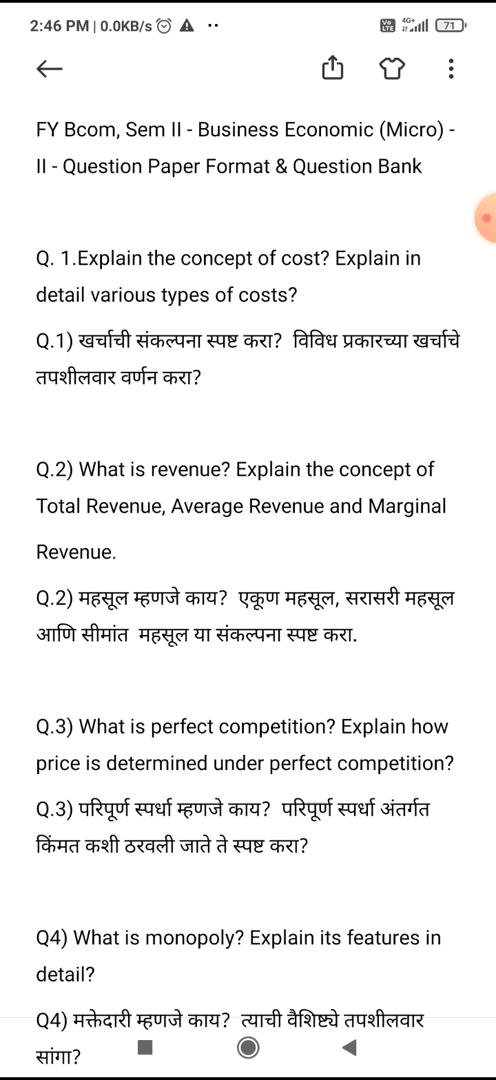 2:46 PM | 0.0KB/s
Vo LTE 4G+ 71
FY Bcom, Sem II - Business Economic (Micro) -
II - Question Paper Format & Question Bank
Q. 1.Explain the concept of cost? Explain in
detail various types of costs?
Q.1) खर्चाची संकल्पना स्पष्ट करा? विविध प्रकारच्या खर्चाचे
तपशीलवार वर्णन करा?
Q.2) What is revenue? Explain the concept of
Total Revenue, Average Revenue and Marginal
Revenue.
Q.2) महसूल म्हणजे काय? एकूण महसूल, सरासरी महसूल
आणि सीमांत महसूल या संकल्पना स्पष्ट करा.
Q.3) What is perfect competition? Explain how
price is determined under perfect competition?
Q.3) परिपूर्ण स्पर्धा म्हणजे काय? परिपूर्ण स्पर्धा अंतर्गत
किंमत कशी ठरवली जाते ते स्पष्ट करा?
Q4) What is monopoly? Explain its features in
detail?
Q4) मक्तेदारी म्हणजे काय? त्याची वैशिष्ट्ये तपशीलवार
सांगा?